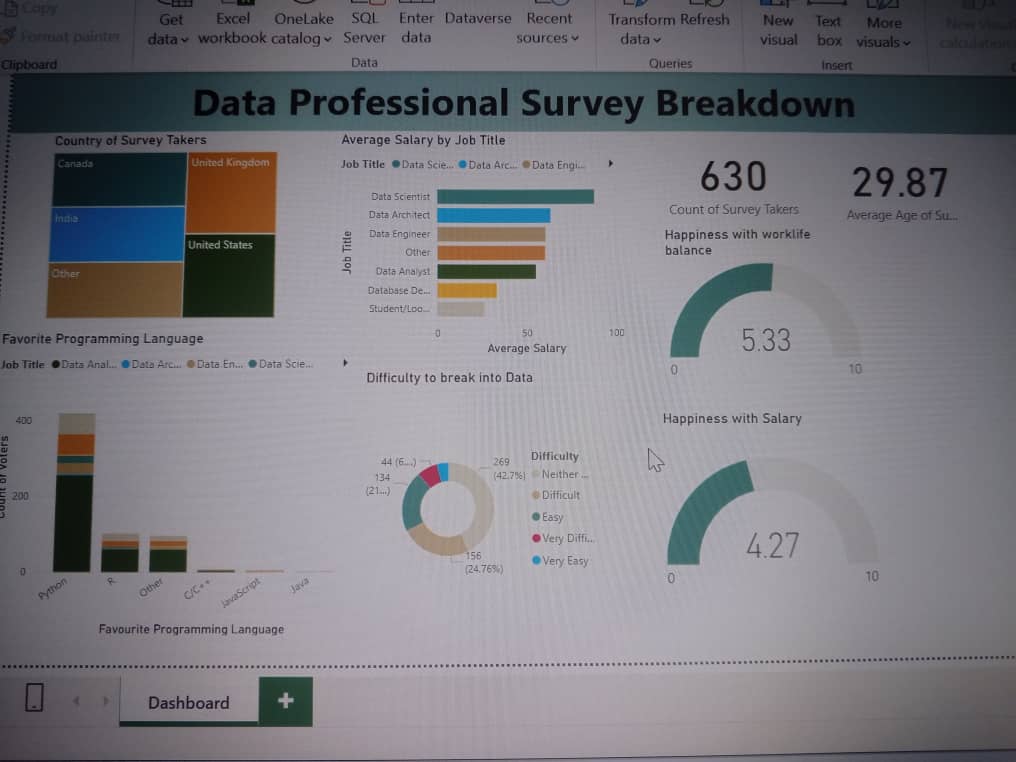 Copy
Format painter
Clipboard
Get data
Excel workbook
OneLake catalog
SQL Server
Enter data
Dataverse
Recent sources
Data
Transform data
Refresh
Queries
New visual
Text box
More visuals
Insert
New visual
calculation
Data Professional Survey Breakdown
Country of Survey Takers
Canada
United Kingdom
India
United States
Other
Average Salary by Job Title
Job Title Data Scie... Data Arc... Data Engi...
Job Title
Data Scientist
Data Architect
Data Engineer
Other
Data Analyst
Database De...
Student/Loo...
0 50 100
Average Salary
630
Count of Survey Takers
29.87
Average Age of Su...
Happiness with worklife
balance
5.33
0 10
Favorite Programming Language
Job Title Data Anal... Data Arc... Data En... Data Scie...
Count of Voters
400
200
0
Python R Other C/C++ JavaScript Java
Favourite Programming Language
Difficulty to break into Data
44 (6....)
134
(21....)
269
(42.7%)
156
(24.76%)
Difficulty
Neither ...
Difficult
Easy
Very Diffi...
Very Easy
Happiness with Salary
4.27
0 10
Dashboard
+